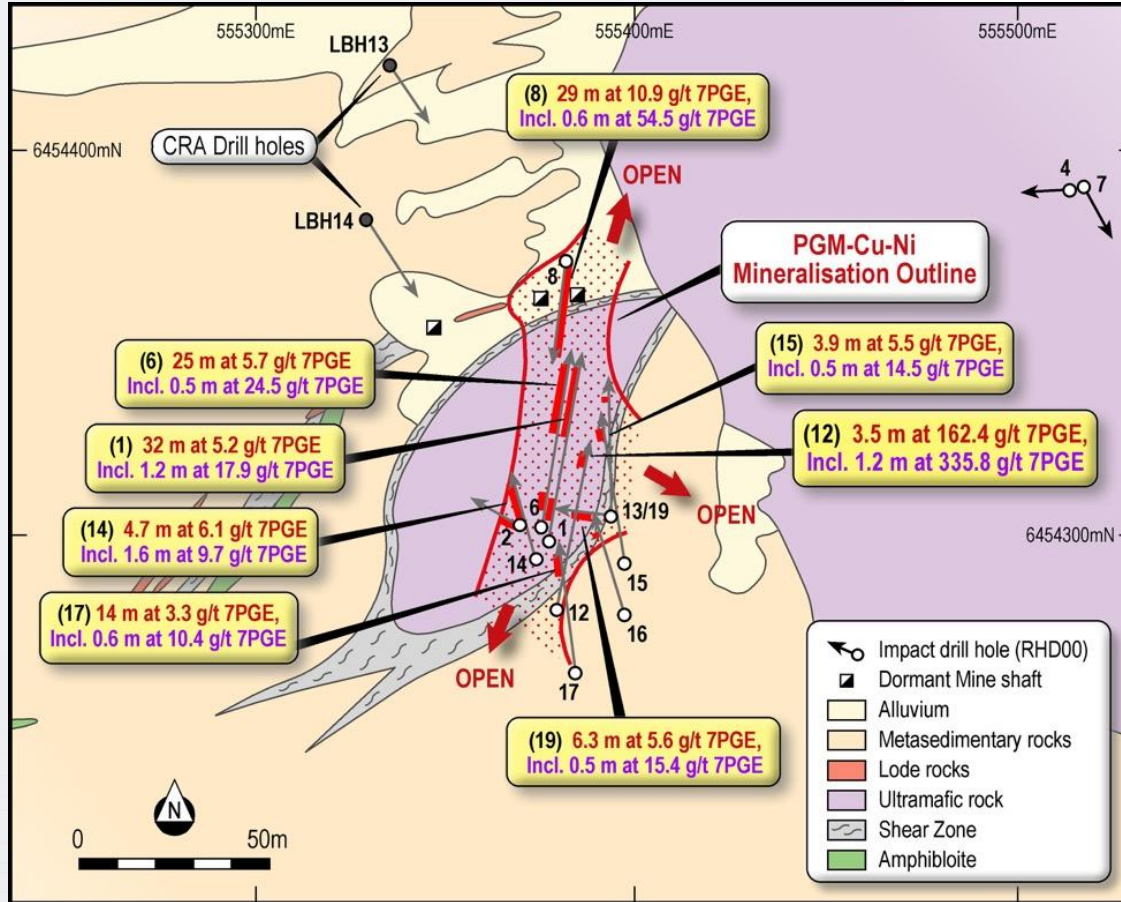 555300mE
555400mE
555500mE
LBH13
(8) 29 m at 10.9 g/t 7PGE,
Incl. 0.6 m at 54.5 g/t 7PGE
CRA Drill holes
6454400mN
OPEN
4
7
LBH14
PGM-Cu-Ni
Mineralisation Outline
8
(15) 3.9 m at 5.5 g/t 7PGE,
Incl. 0.5 m at 14.5 g/t 7PGE
(6) 25 m at 5.7 g/t 7PGE
Incl. 0.5 m at 24.5 g/t 7PGE
(12) 3.5 m at 162.4 g/t 7PGE,
Incl. 1.2 m at 335.8 g/t 7PGE
(1) 32 m at 5.2 g/t 7PGE
Incl. 1.2 m at 17.9 g/t 7PGE
OPEN
(14) 4.7 m at 6.1 g/t 7PGE
Incl. 1.6 m at 9.7 g/t 7PGE
6
13/19
2
1
6454300mN
14
15
(17) 14 m at 3.3 g/t 7PGE,
Incl. 0.6 m at 10.4 g/t 7PGE
12
16
OPEN
17
(19) 6.3 m at 5.6 g/t 7PGE,
Incl. 0.5 m at 15.4 g/t 7PGE
Impact drill hole (RHD00)
Dormant Mine shaft
Alluvium
Metasedimentary rocks
Lode rocks
Ultramafic rock
Shear Zone
Amphibloite
N
0 50m